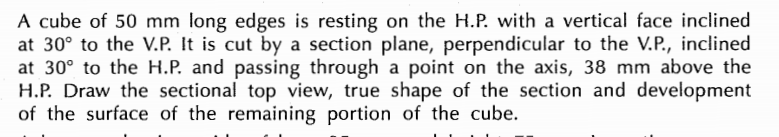 A cube of 50 mm long edges is resting on the H.P. with a vertical face inclined
at 30° to the V.P. It is cut by a section plane, perpendicular to the V.P., inclined
at 30° to the H.P. and passing through a point on the axis, 38 mm above the
H.P. Draw the sectional top view, true shape of the section and development
of the surface of the remaining portion of the cube.